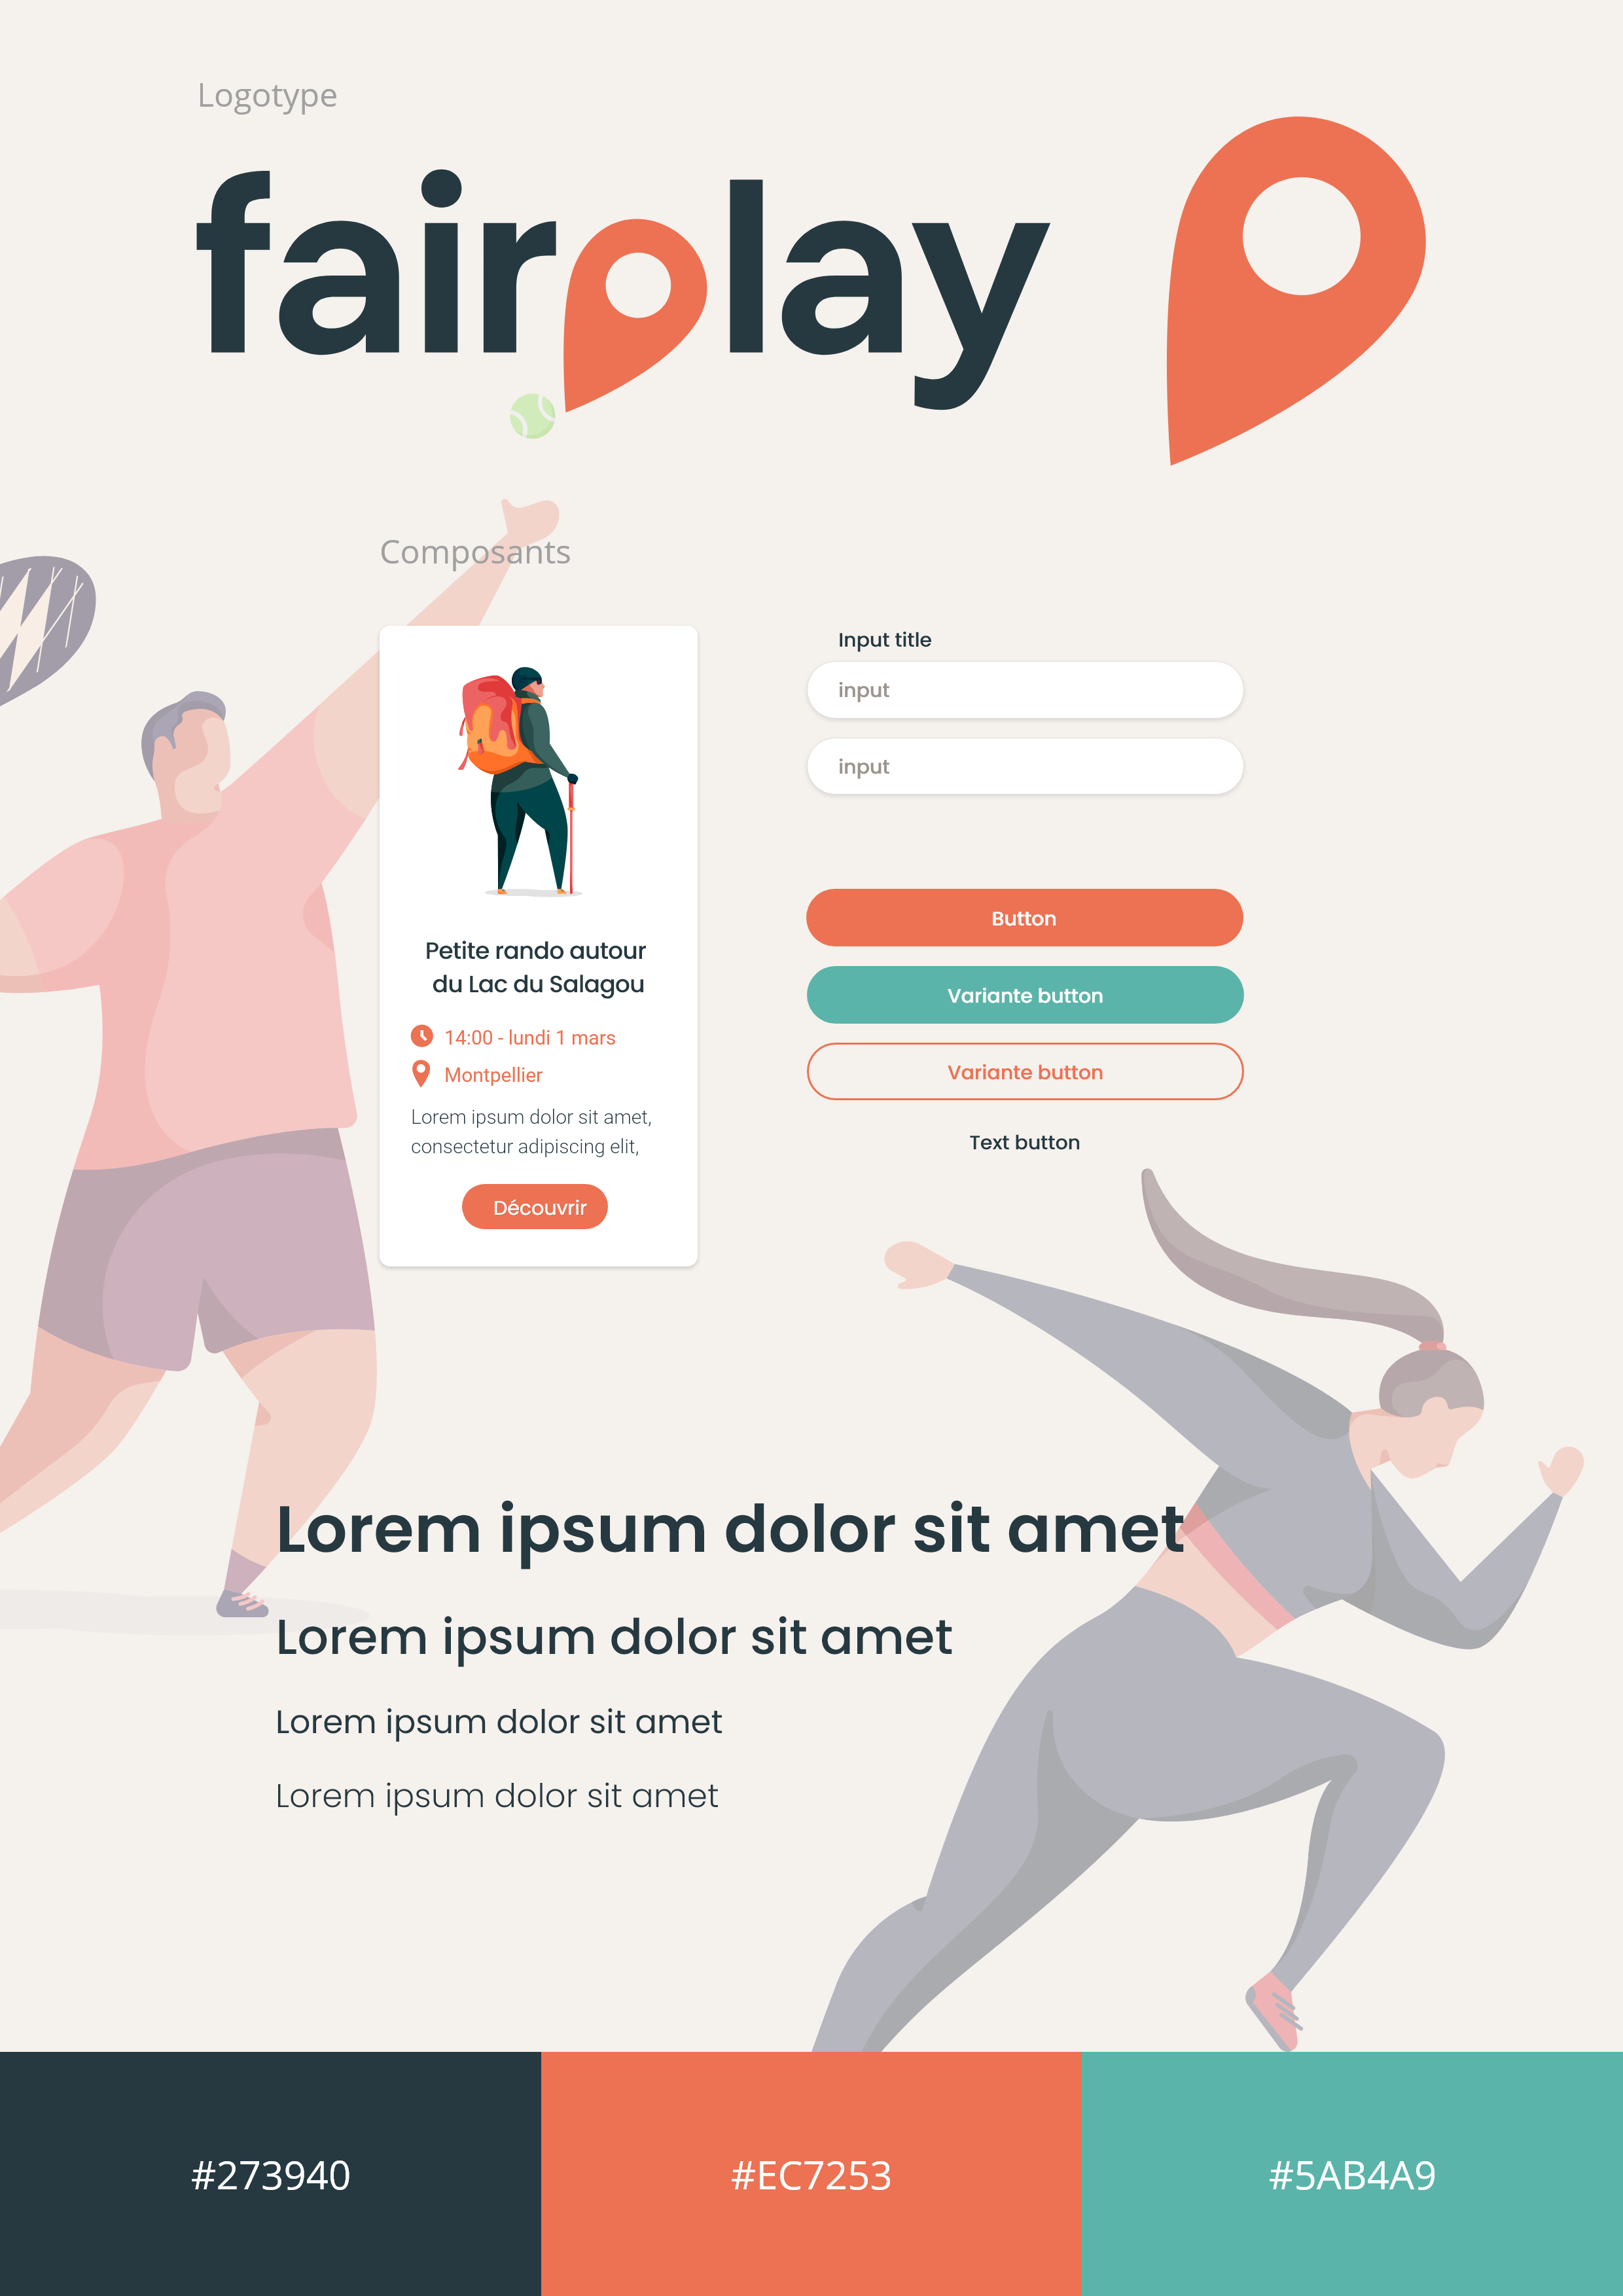 Logotype
fairplay
Composants
Petite rando autour
du Lac du Salagou
14:00 - lundi 1 mars
Montpellier
Lorem ipsum dolor sit amet,
consectetur adipiscing elit,
Découvrir
Input title
input
input
Button
Variante button
Variante button
Text button
Lorem ipsum dolor sit amet
Lorem ipsum dolor sit amet
Lorem ipsum dolor sit amet
Lorem ipsum dolor sit amet
#273940
#EC7253
#5AB4A9